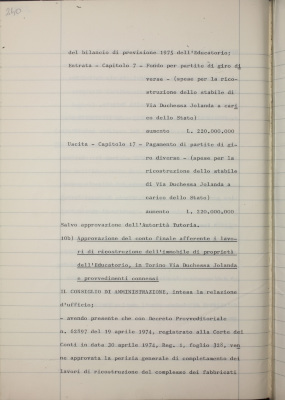 del bilancio di previsione 1975 dell'Educatorio:
Entrata - Capitolo 7 - Fondo per partite di giro di
verse - (spese per la rico-
struzione dello stabile di
Via Duchessa Jolanda a cari
co dello Stato)
aumento L. 220.000.000
Uscita - Capitolo 17 - Pagamento di partite di gi-
ro diverse - (spese per la
ricostruzione dello stabile
di Via Duchessa Jolanda a
carico dello Stato)
aumento L. 220.000.000
Salvo approvazione dell'Autorità Tutoria.
Approvazione del conto finale afferente i lavo-
ri di ricostruzione dell'immobile di proprietà
dell'Educatorio, in Torino Via Duchessa Jolanda
e provvedimenti connessi
IL CONSIGLIO DI AMMINISTRAZIONE, intesa la relazione
d'ufficio;
- avendo presente che con Decreto Provveditoriale
n. 02797 del 19 aprile 1974, registrato alla Corte dei
Conti in data 20 aprile 1974, Reg. 1, foglio 317, ven
ne approvata la perizia generale di completamento dei
lavori di ricostruzione del complesso dei fabbricati